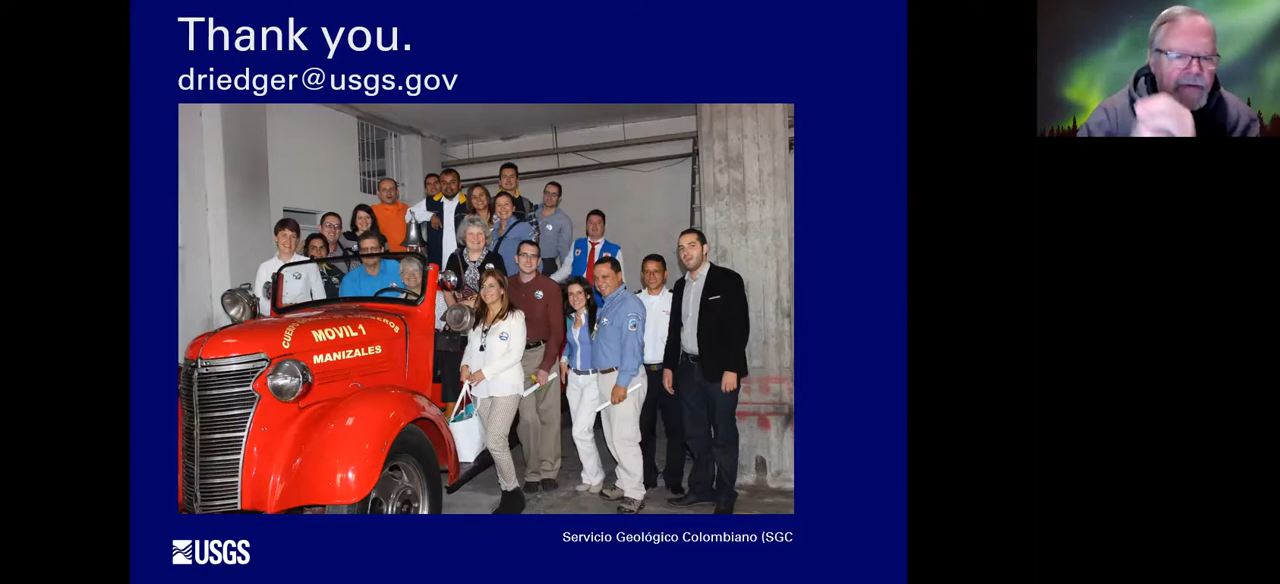 Thank you.
driedger@usgs.gov
MOVIL 1
MANIZALES
USGS
Servicio Geológico Colombiano (SGC